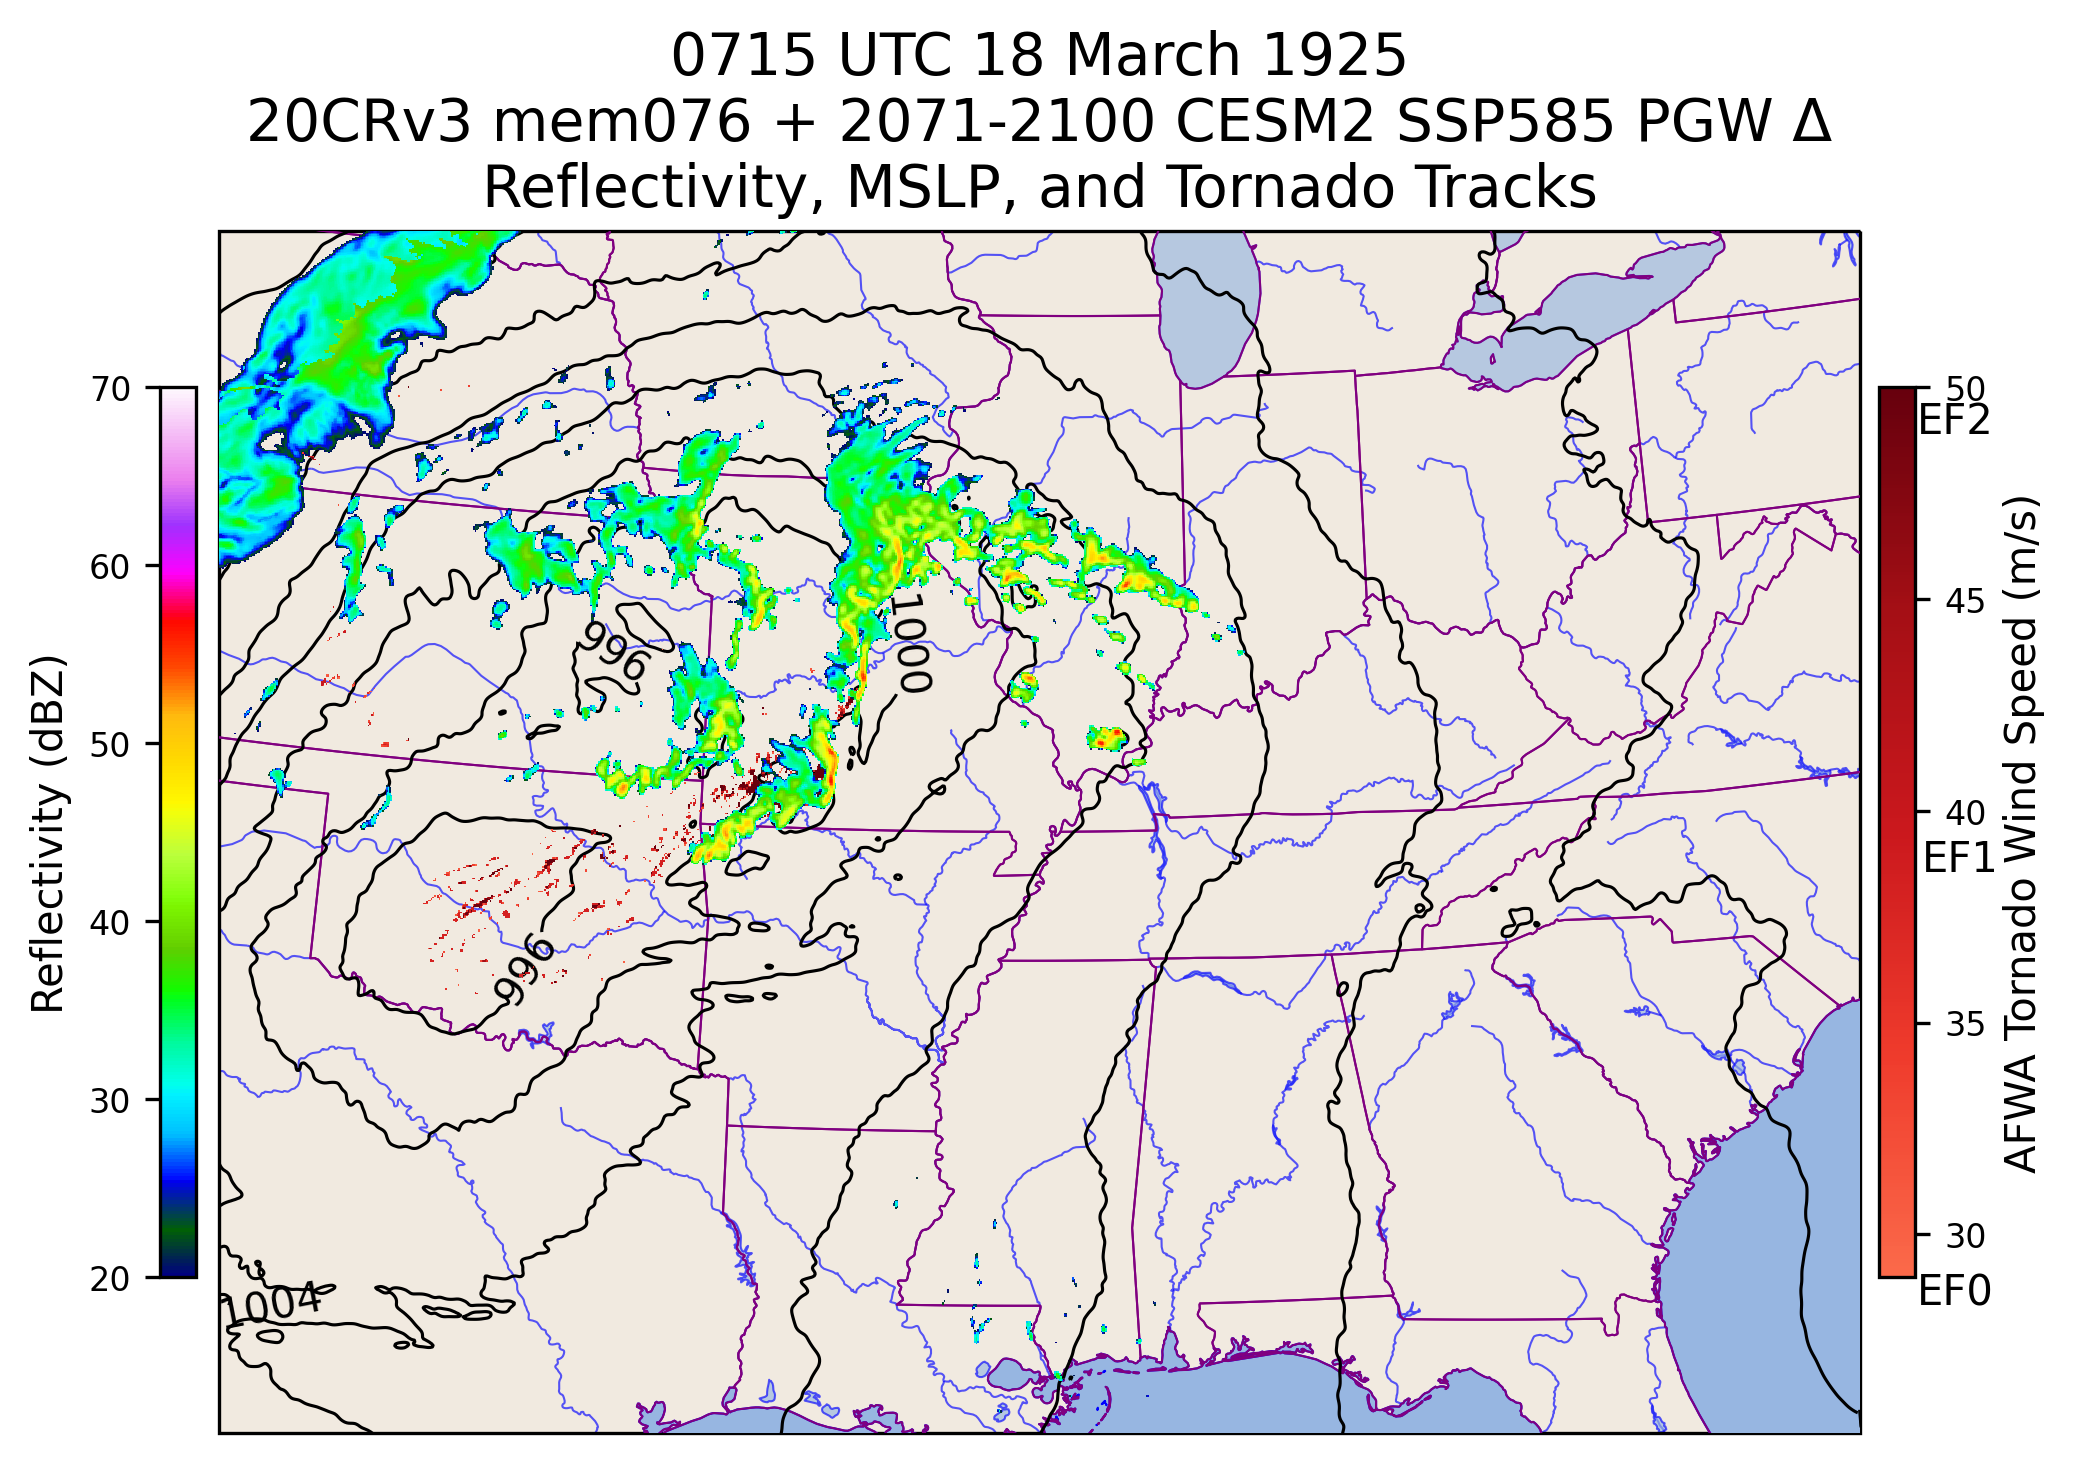 0715 UTC 18 March 1925
20CRv3 mem076 + 2071-2100 CESM2 SSP585 PGW Δ
Reflectivity, MSLP, and Tornado Tracks
70
60
50
40
30
20
Reflectivity (dBZ)
996
1000
996
1004
50
EF2
45
40
EF1
35
30
EF0
AFWA Tornado Wind Speed (m/s)